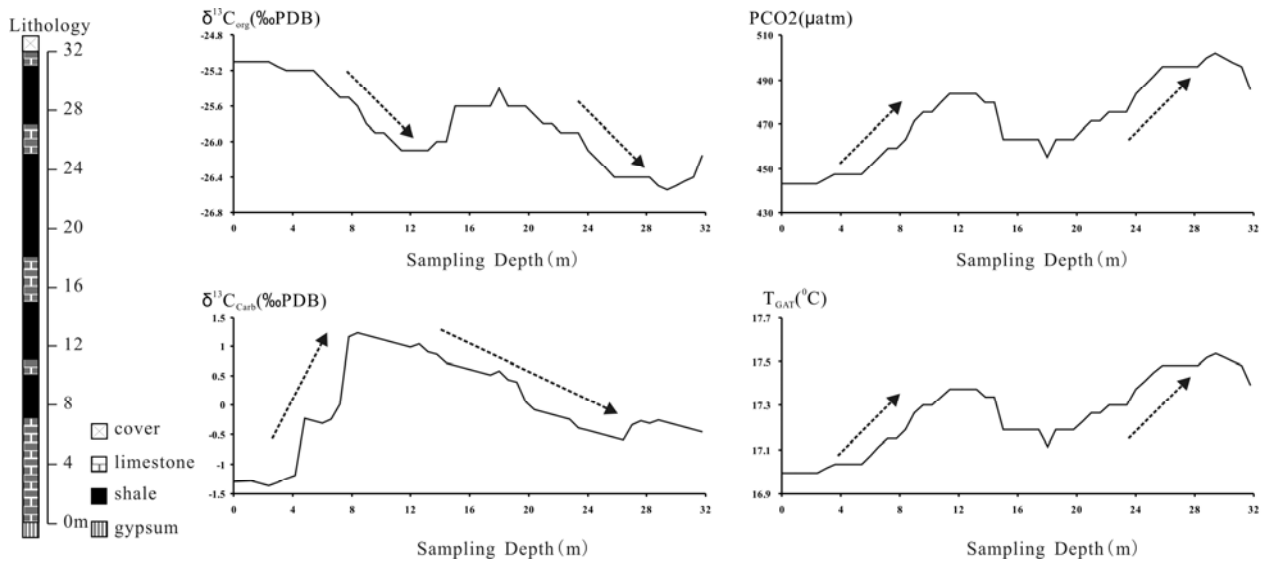 Lithology
32
28
24
20
16
12
8
4
0m
cover
limestone
shale
gypsum
δ¹³Corg(‰PDB)
-24.8
-25.2
-25.6
-26.0
-26.4
-26.8
0 4 8 12 16 20 24 28 32
Sampling Depth(m)
PCO2(μatm)
510
490
470
450
430
0 4 8 12 16 20 24 28 32
Sampling Depth(m)
δ¹³CCarb(‰PDB)
1.5
1
0.5
0
-0.5
-1
-1.5
0 4 8 12 16 20 24 28 32
Sampling Depth(m)
TGAT(⁰C)
17.7
17.5
17.3
17.1
16.9
0 4 8 12 16 20 24 28 32
Sampling Depth(m)